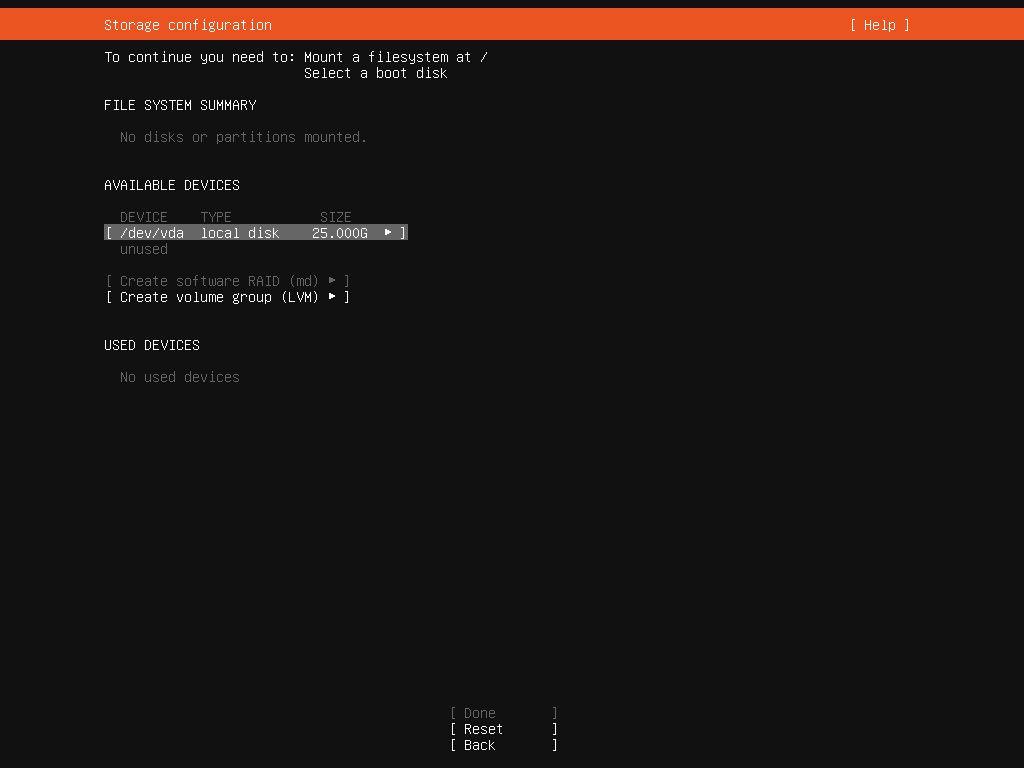 Storage configuration [ Help ]
To continue you need to: Mount a filesystem at /
Select a boot disk
FILE SYSTEM SUMMARY
No disks or partitions mounted.
AVAILABLE DEVICES
DEVICE TYPE SIZE
[ /dev/vda local disk 25.000G ▸ ]
unused
[ Create software RAID (md) ▸ ]
[ Create volume group (LVM) ▸ ]
USED DEVICES
No used devices
[ Done ]
[ Reset ]
[ Back ]